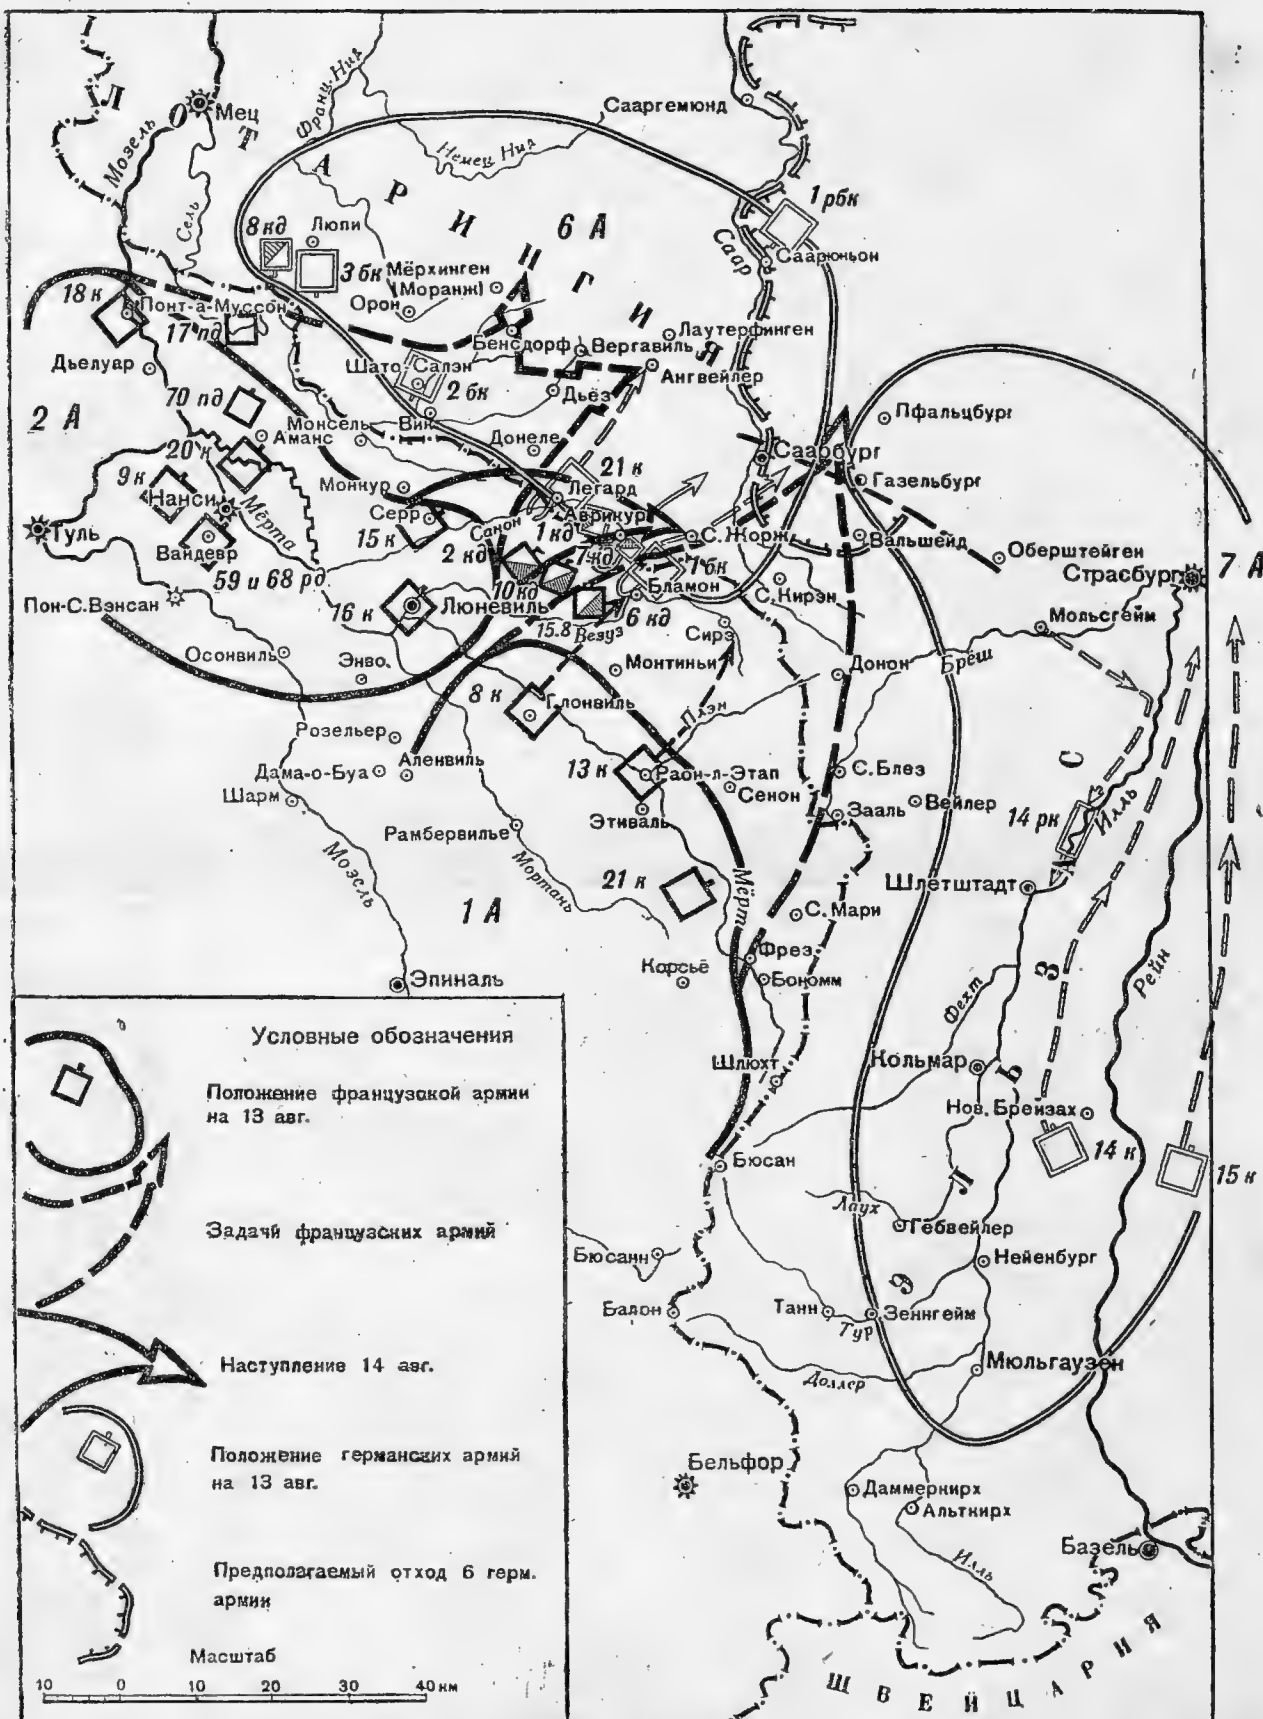 ЛОТАРИНГИЯ
Мец
Мозель
Сель
Франц. Нид
Немец Нид
Сааргемюнд
1 рбк
Саар
Сааруньон
6 А
8 кд
Люпи
3 бк
Мёрхинген
(Моранж)
Орон
18 к
Понт-а-Муссон
17 пд
Дьелуар
Бенсдорф
Вергавиль
Лаутерфинген
Ангвейлер
Шато-Салэн
2 бк
Дьёз
70 пд
2 А
Монсель
Вик
Аманс
Донеле
Пфальцбург
Саарбург
20 к
9 к
Нанси
Мёрта
Монкур
Серр
15 к
Санон
21 к
Легард
Аврикур
Газельбург
Туль
Вандевр
59 и 68 рд
1 кд
2 кд
7 кд
10 кд
С. Жорж
1 бк
Бламон
Вальшейд
Оберштейген
Страсбург
7 А
Пон-С. Вэнсан
16 к
Люневиль
15.8
Везуз
6 кд
С. Кирэн
Сирэ
Мольсгейм
Осонвиль
Энво
Монтиньи
Донон
Брёш
8 к
Глонвиль
Плэн
Розельер
Аленвиль
Дама-о-Буа
Шарм
13 к
Раон-л-Этап
Сенон
С. Блез
Этиваль
Зааль
Вейлер
14 рк
Илль
Рамбервилье
Мортань
Мозель
21 к
Мёрт
Шлетштадт
1 А
С. Мари
Фрез
Корсьё
Бономм
Эпиналь
Фехт
Рейн
ЭЛЬЗАС
Шлюхт
Кольмар
Нов. Брейзах
14 к
15 к
Бюсан
Лаух
Гебвейлер
Бюсанн
Нейенбург
Балон
Танн
Тур
Зеннгейм
Мюльгаузен
Доллер
Бельфор
Даммеркирх
Альткирх
Илль
Базель
ШВЕЙЦАРИЯ
Условные обозначения
Положение французской армии
на 13 авг.
Задачи французских армий
Наступление 14 авг.
Положение германских армий
на 13 авг.
Предполагаемый отход 6 герм.
армии
Масштаб
10 0 10 20 30 40 км